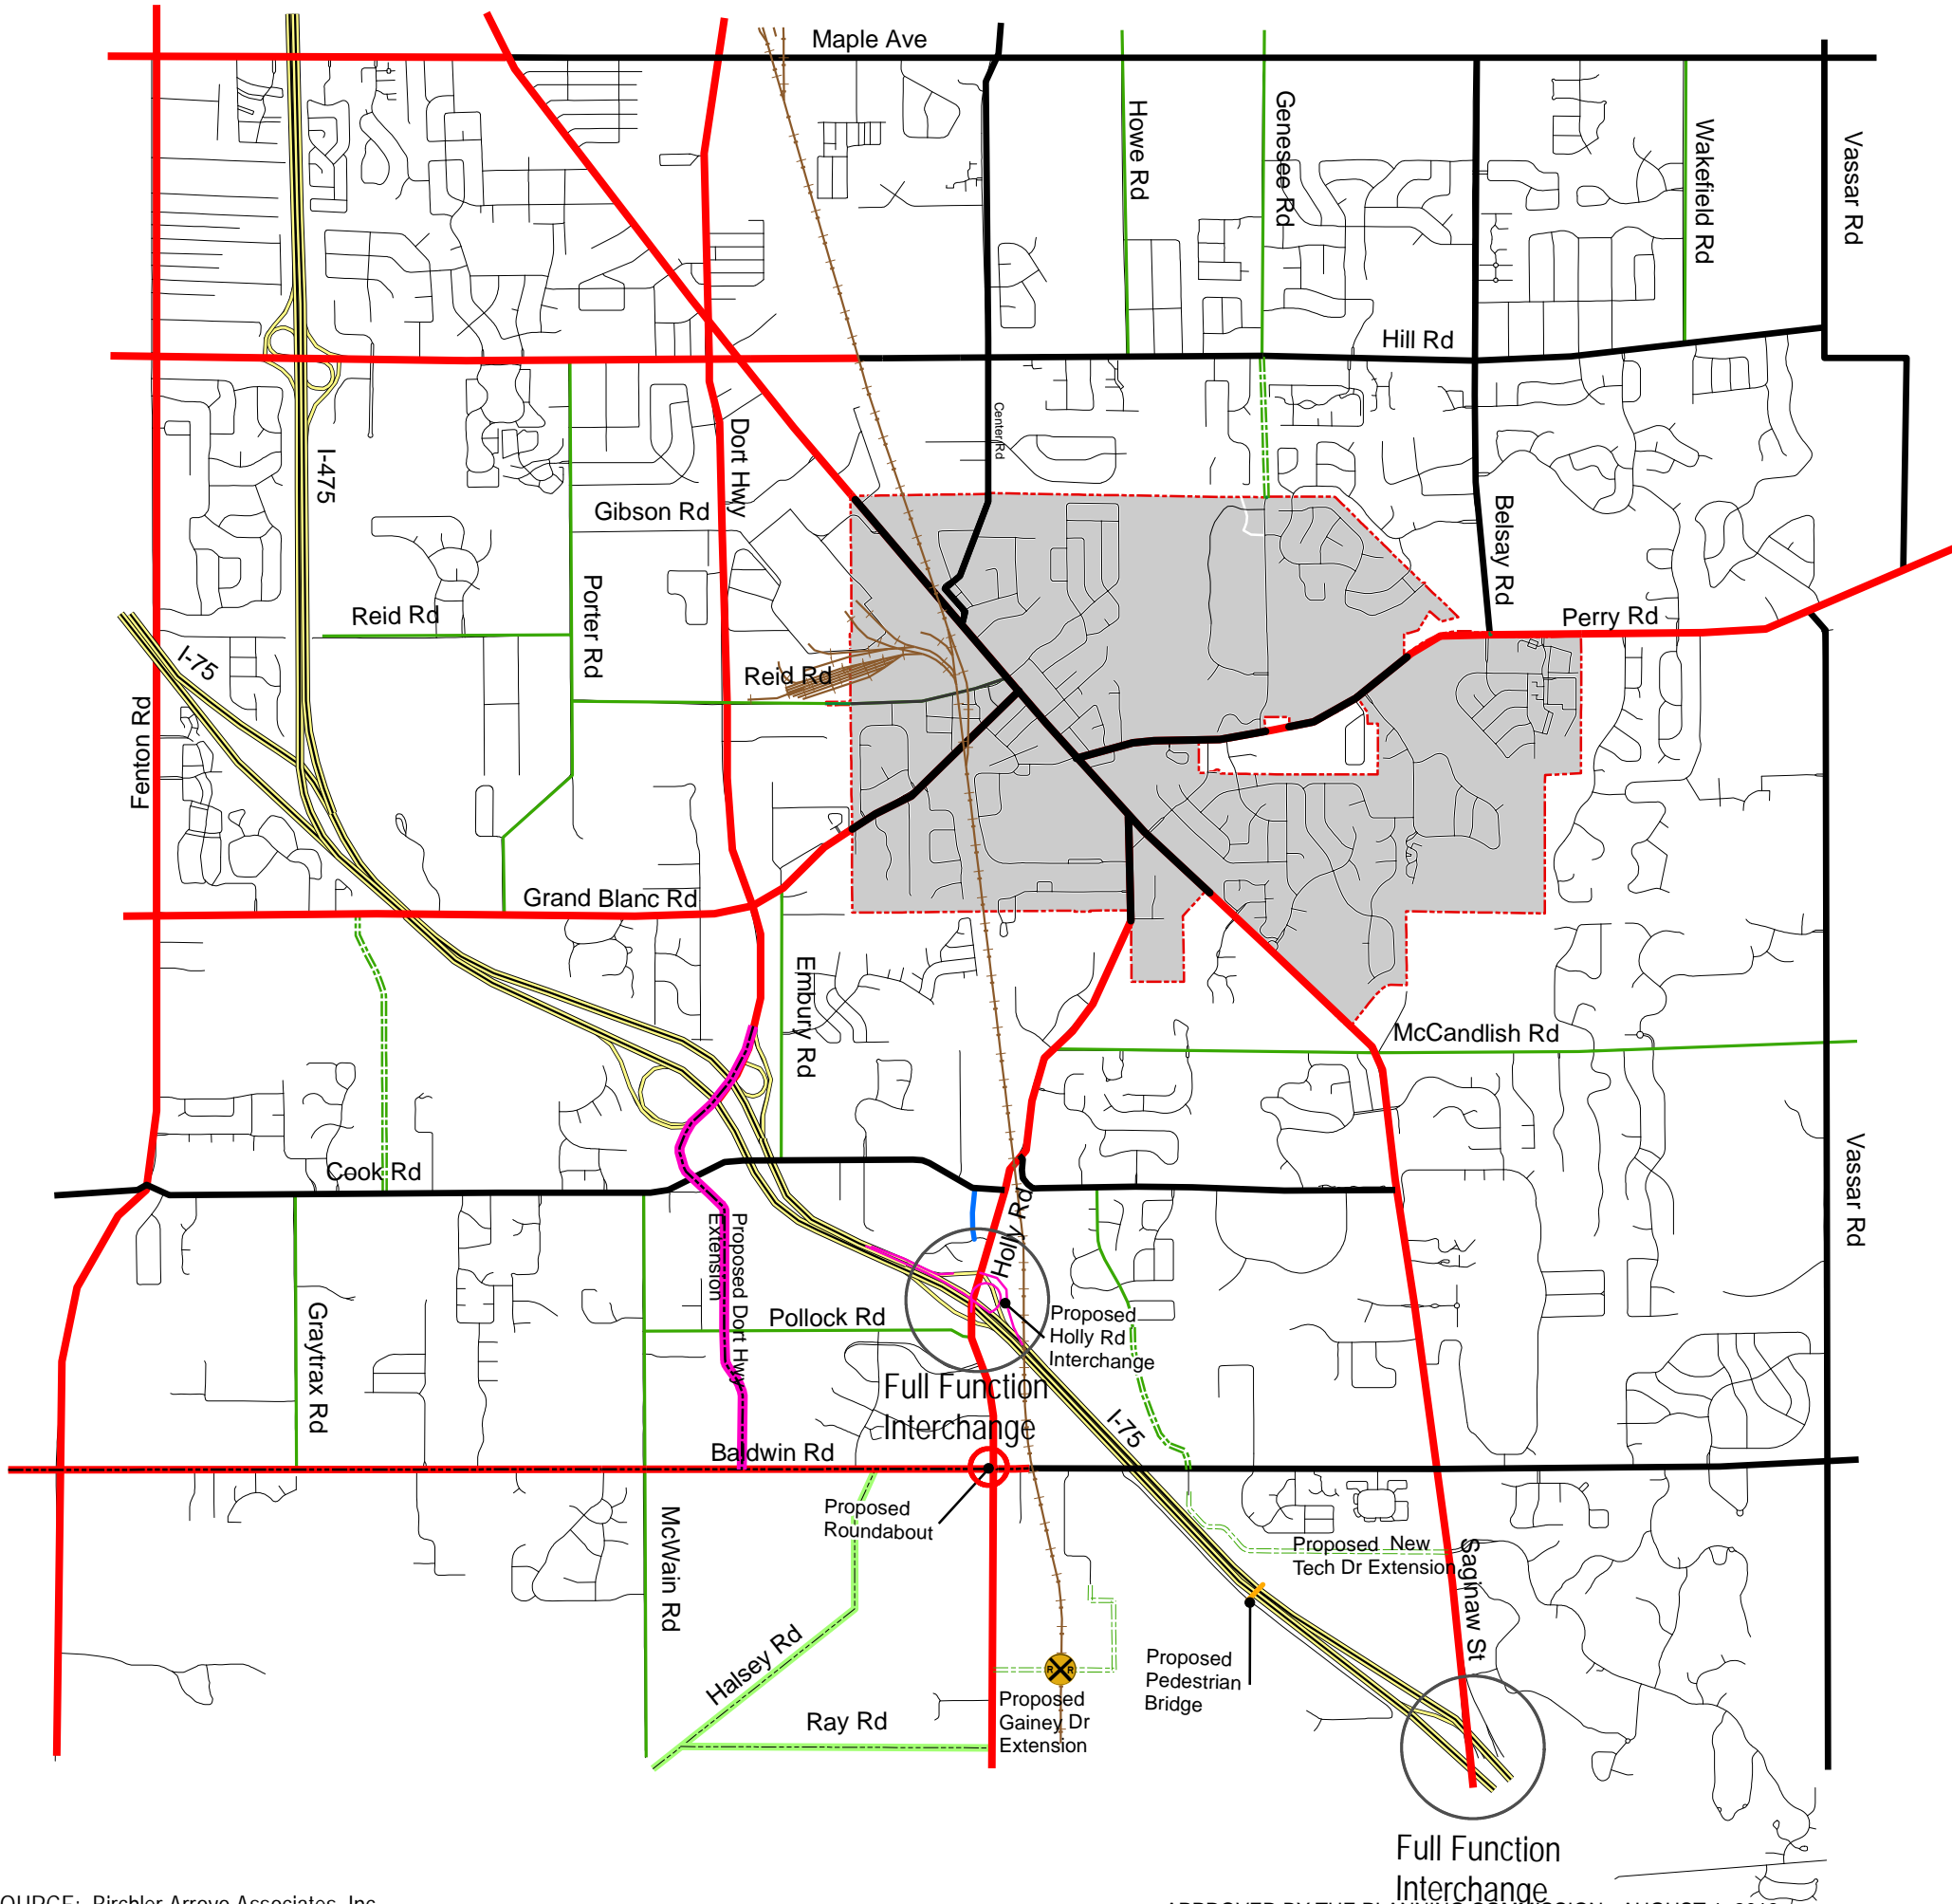 Maple Ave
Howe Rd
Genesee Rd
Wakefield Rd
Vassar Rd
Hill Rd
Center Rd
Dort Hwy
I-475
Gibson Rd
Belsay Rd
Porter Rd
Reid Rd
Perry Rd
I-75
Reid Rd
Fenton Rd
Grand Blanc Rd
Embury Rd
McCandlish Rd
Cook Rd
Vassar Rd
Holly Rd
Proposed Dort Hwy
Extension
Graytrax Rd
Pollock Rd
Proposed
Holly Rd
Interchange
Full Function
Interchange
I-75
Baldwin Rd
Proposed
Roundabout
McWain Rd
Proposed New
Tech Dr Extension
Saginaw St
Halsey Rd
Proposed
Pedestrian
Bridge
R R
Proposed
Gainey Dr
Extension
Ray Rd
Full Function
Interchange